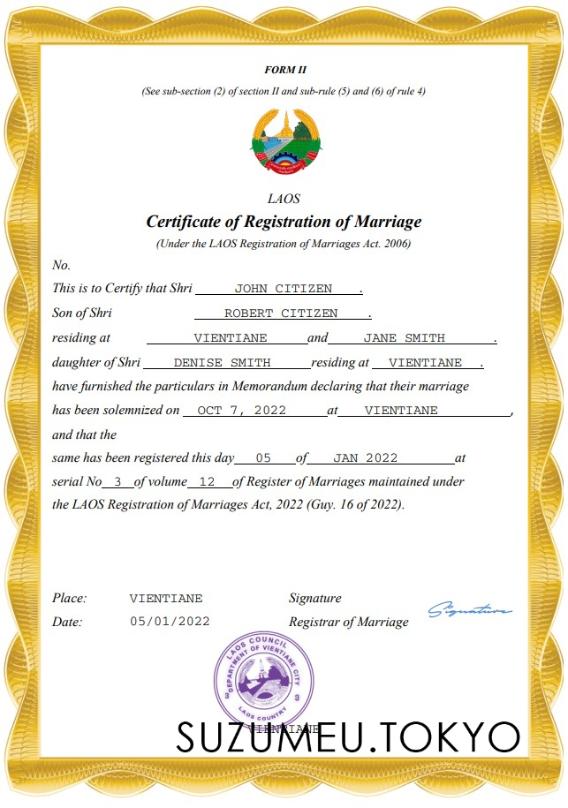 FORM II
(See sub-section (2) of section II and sub-rule (5) and (6) of rule 4)
LAOS
Certificate of Registration of Marriage
(Under the LAOS Registration of Marriages Act. 2006)
No.
This is to Certify that Shri JOHN CITIZEN .
Son of Shri ROBERT CITIZEN .
residing at VIENTIANE and JANE SMITH .
daughter of Shri DENISE SMITH residing at VIENTIANE .
have furnished the particulars in Memorandum declaring that their marriage
has been solemnized on OCT 7, 2022 at VIENTIANE ,
and that the
same has been registered this day 05 of JAN 2022 at
serial No 3 of volume 12 of Register of Marriages maintained under
the LAOS Registration of Marriages Act, 2022 (Guy. 16 of 2022).
Place: VIENTIANE Signature Signature
Date: 05/01/2022 Registrar of Marriage
LAOS COUNCIL
DEPARTMENT OF VIENTIANE CITY
LAOS COUNTRY
VIENTIANE
SUZUMEU.TOKYO